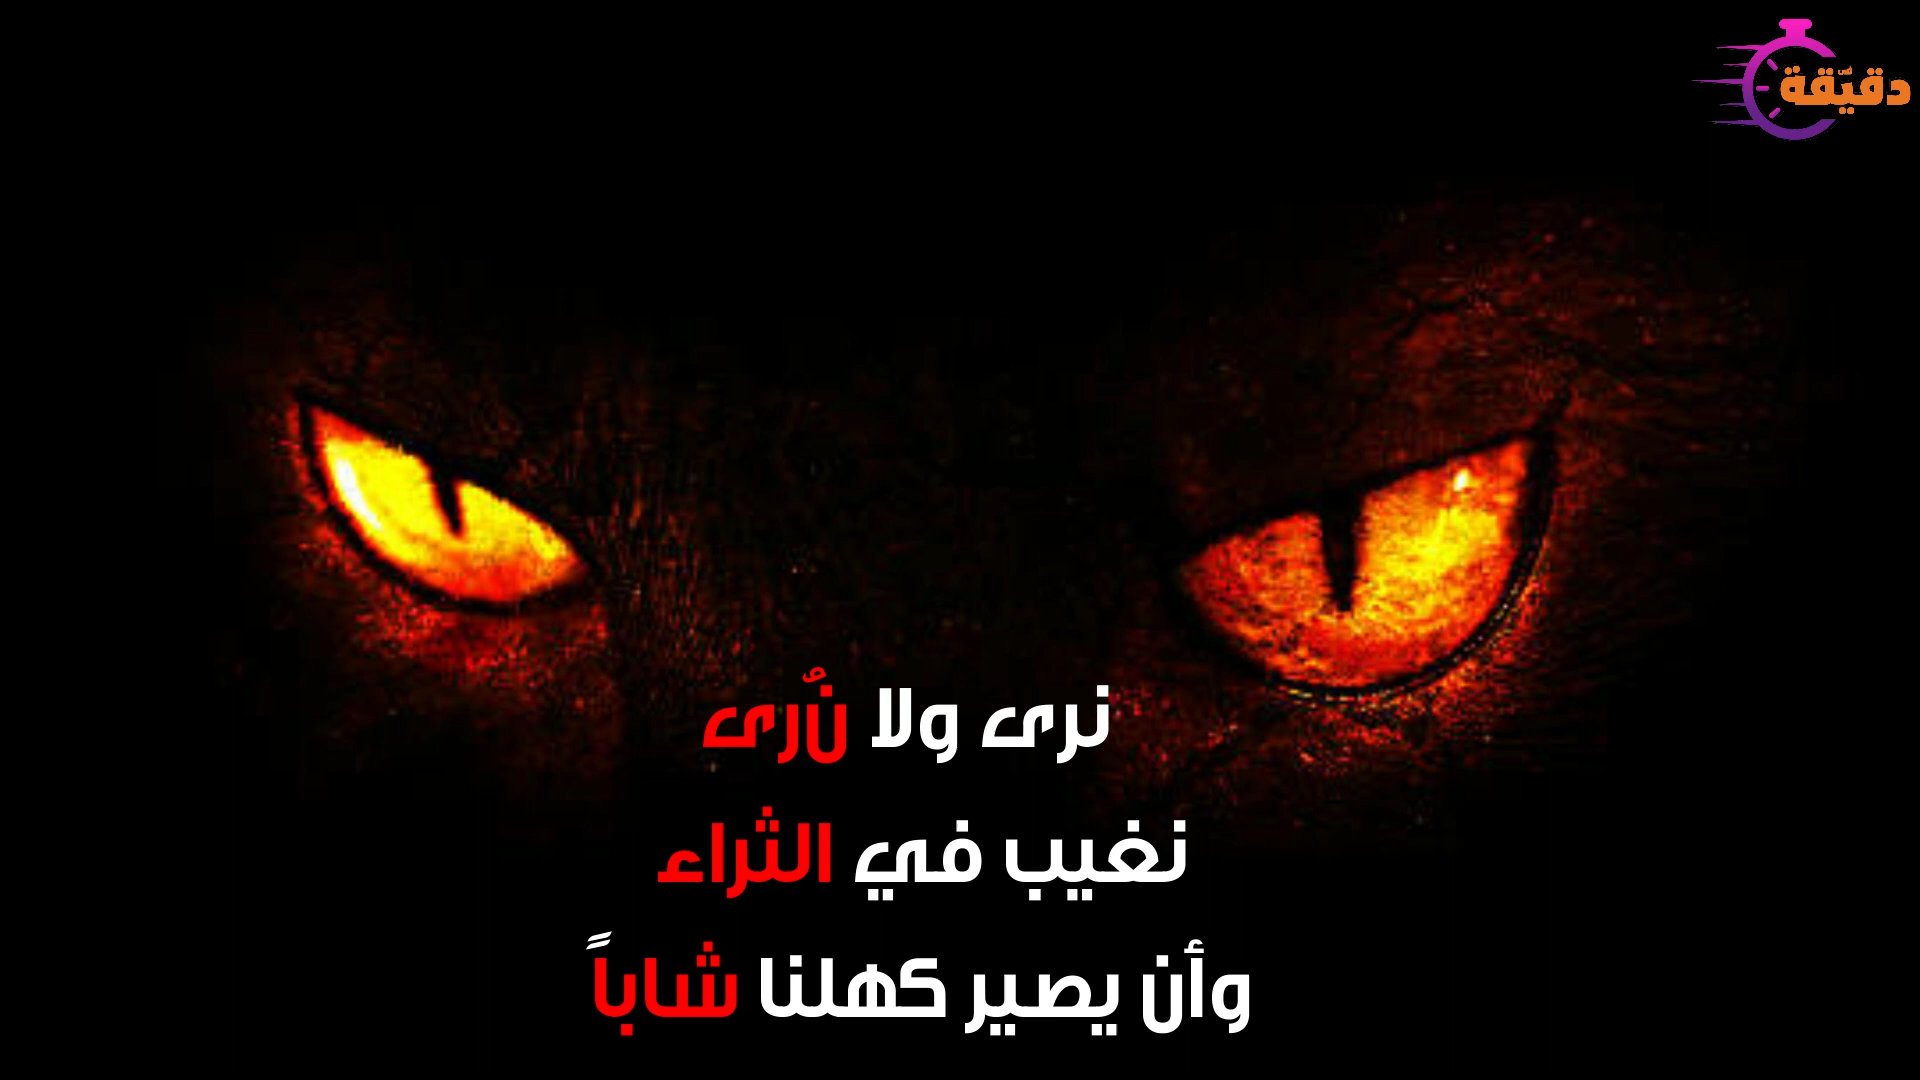 دقيّقة
نرى ولا نُرى
نغيب في الثراء
وأن يصير كهلنا شاباً